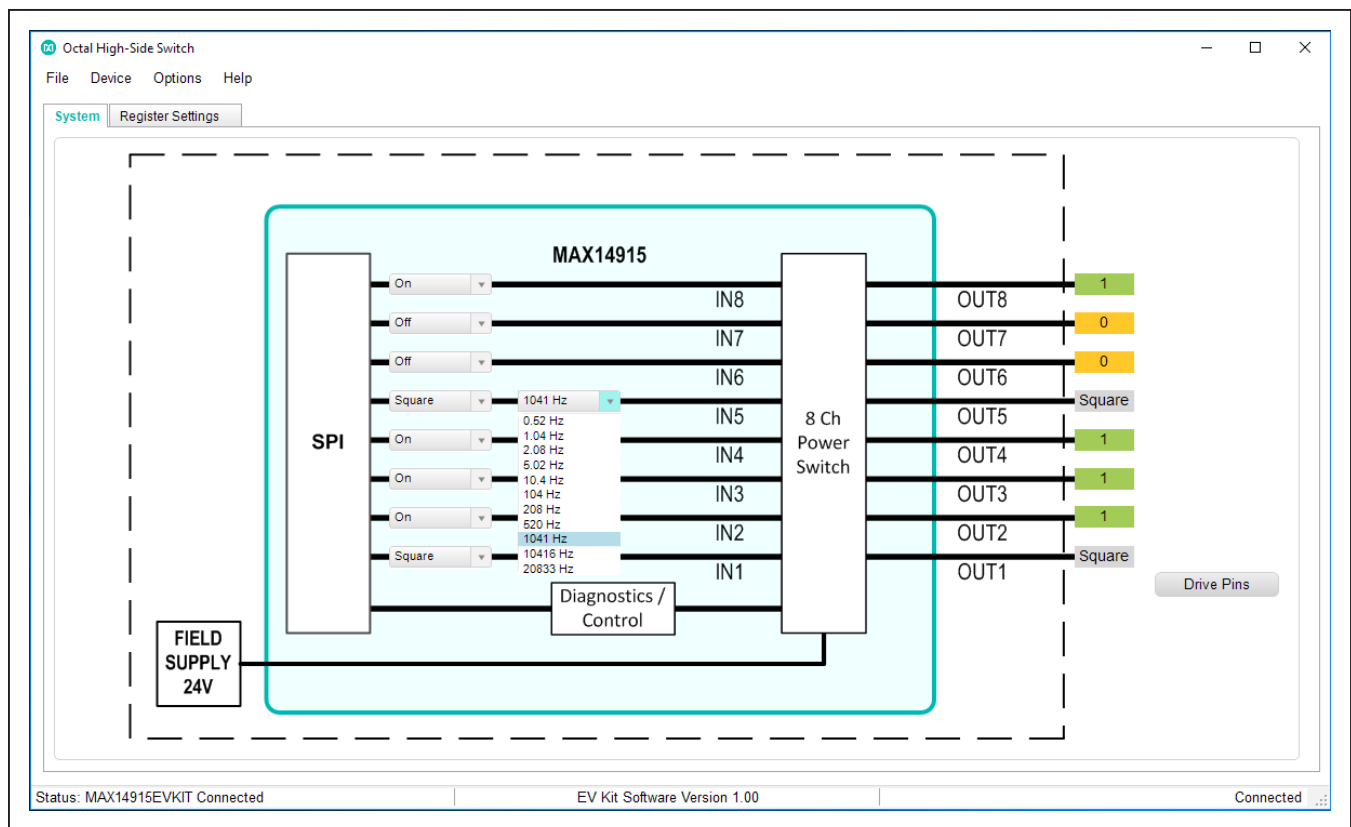 Octal High-Side Switch
File Device Options Help
System Register Settings
MAX14915
On
IN8
OUT8
1
Off
IN7
OUT7
0
Off
IN6
OUT6
0
Square
1041 Hz
IN5
OUT5
Square
0.52 Hz
1.04 Hz
2.08 Hz
5.02 Hz
10.4 Hz
104 Hz
208 Hz
520 Hz
1041 Hz
10416 Hz
20833 Hz
SPI
8 Ch
Power
Switch
On
IN4
OUT4
1
On
IN3
OUT3
1
On
IN2
OUT2
1
Square
IN1
OUT1
Square
Drive Pins
Diagnostics /
Control
FIELD
SUPPLY
24V
Status: MAX14915EVKIT Connected
EV Kit Software Version 1.00
Connected